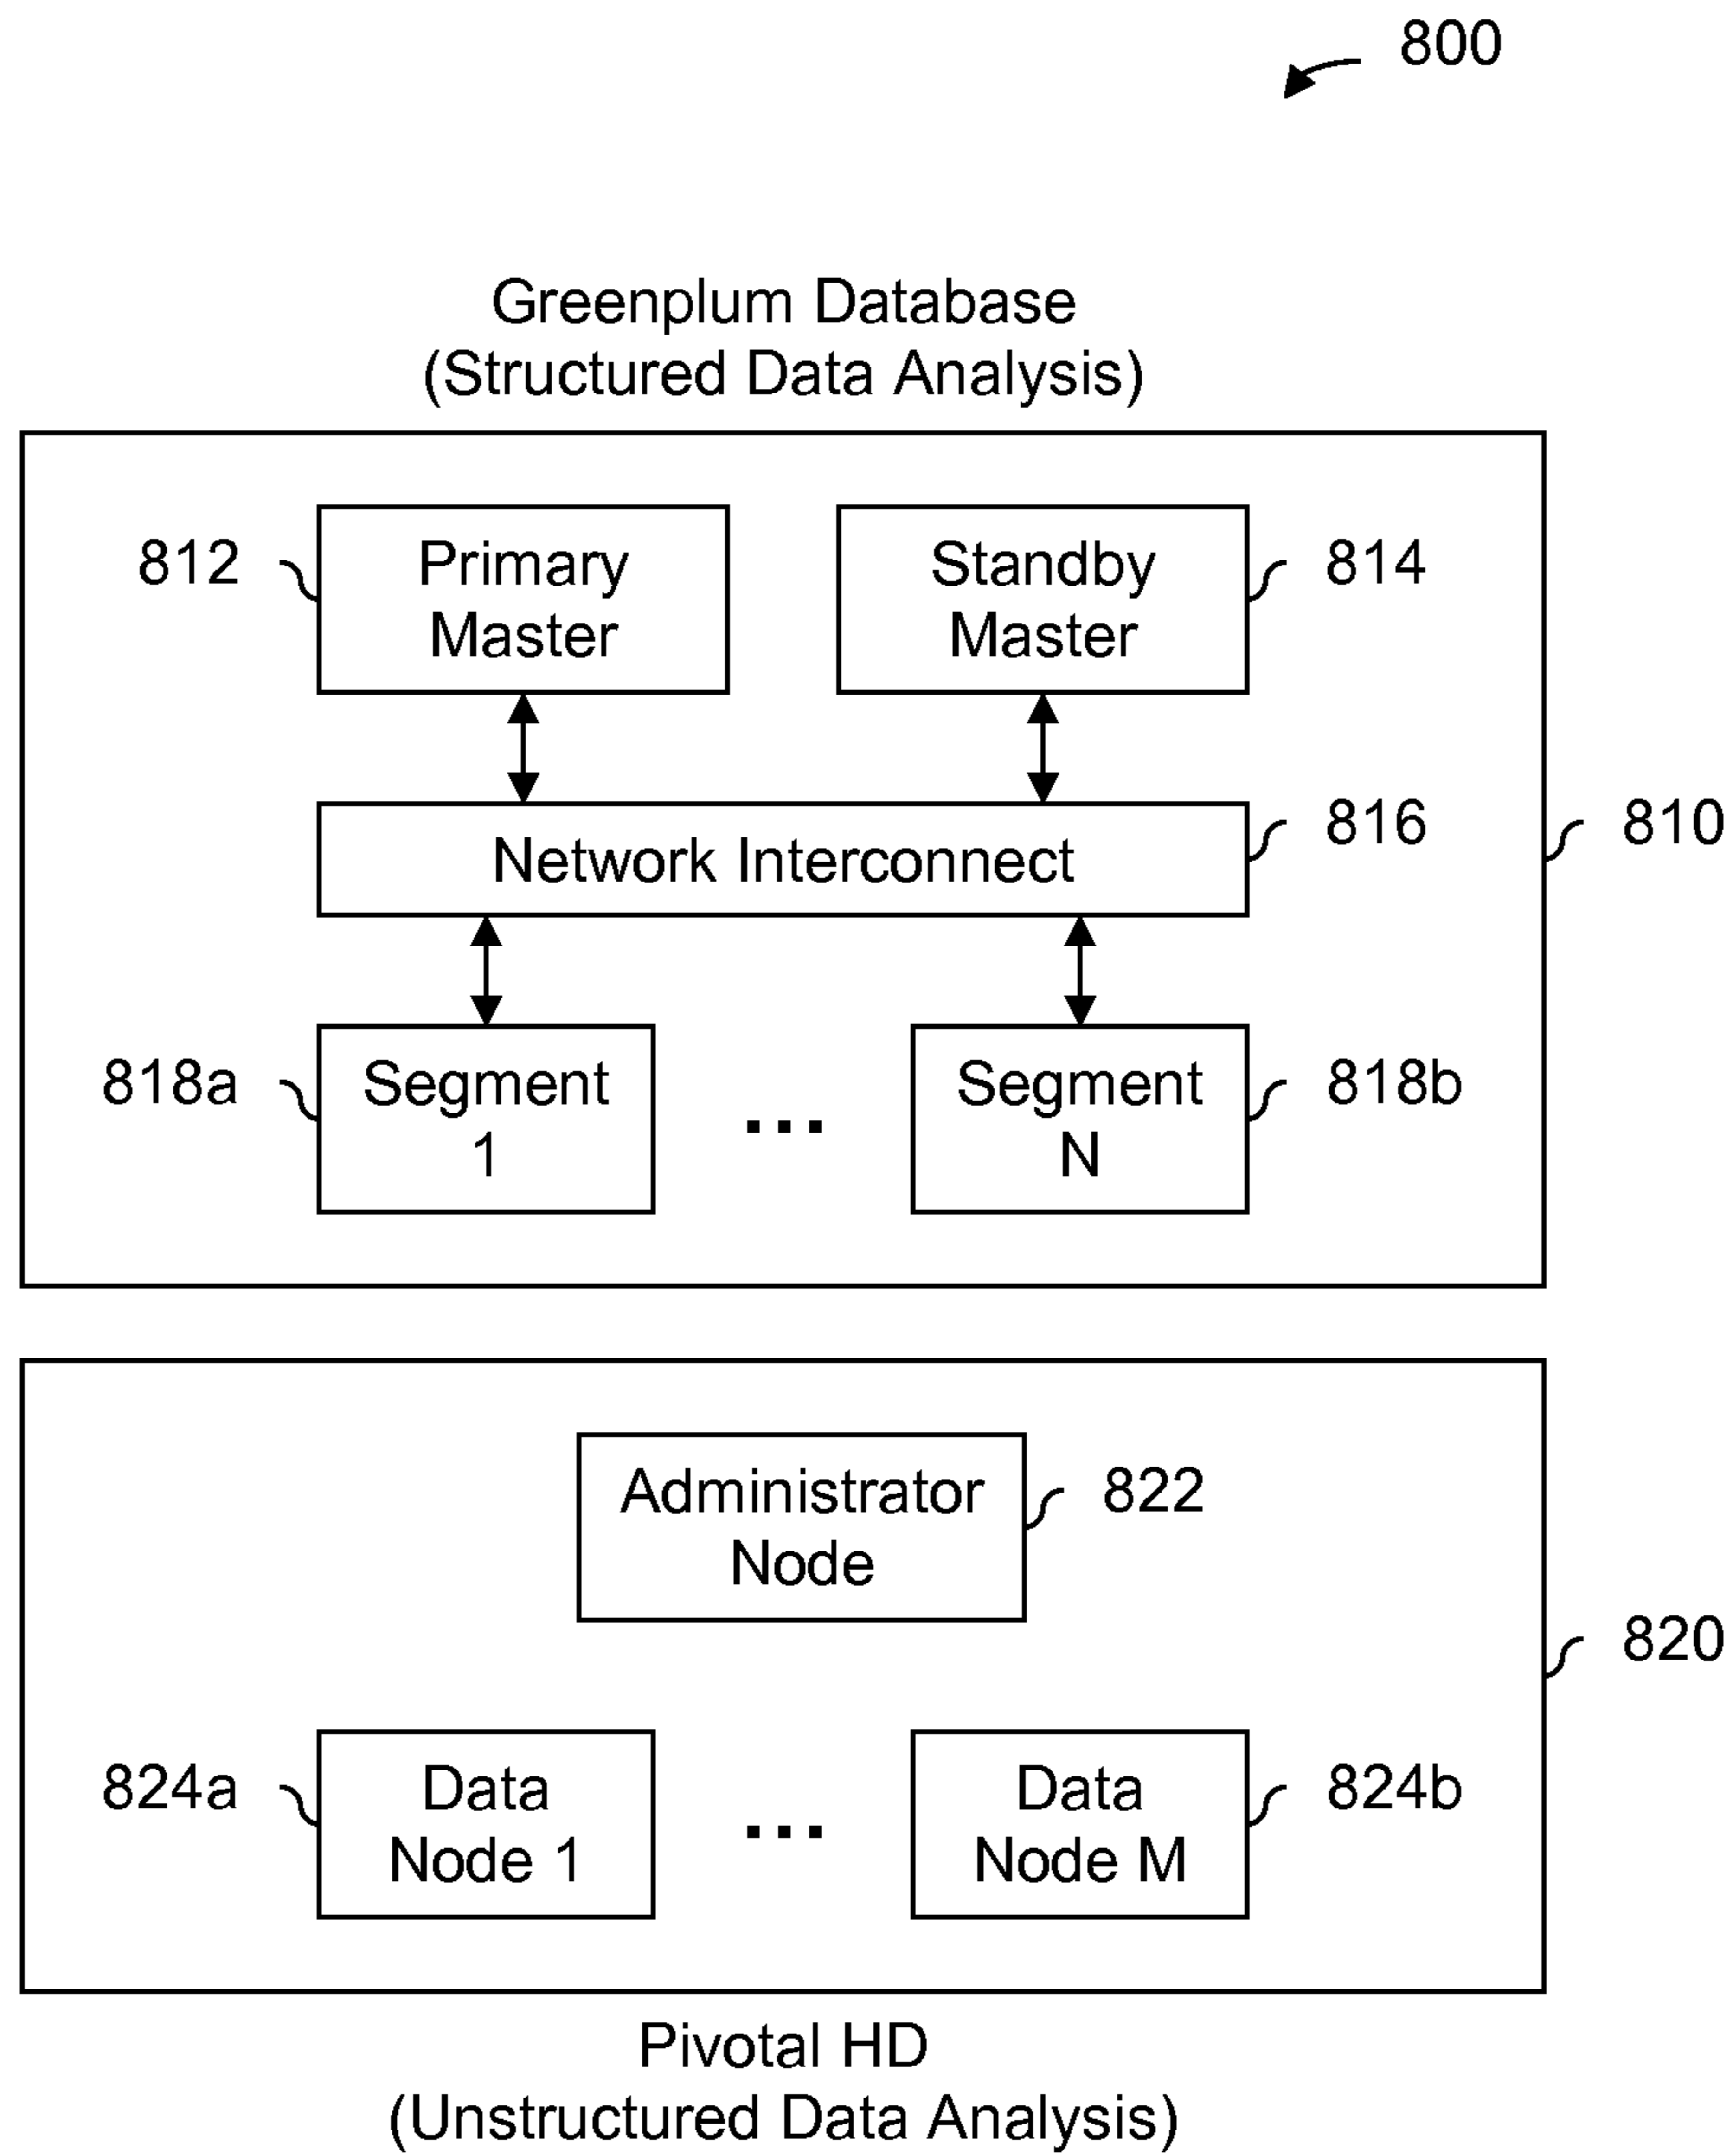 800
Greenplum Database
(Structured Data Analysis)
812
Primary
Master
Standby
Master
814
Network Interconnect
816
810
818a
Segment
1
...
Segment
N
818b
Administrator
Node
822
820
824a
Data
Node 1
...
Data
Node M
824b
Pivotal HD
(Unstructured Data Analysis)